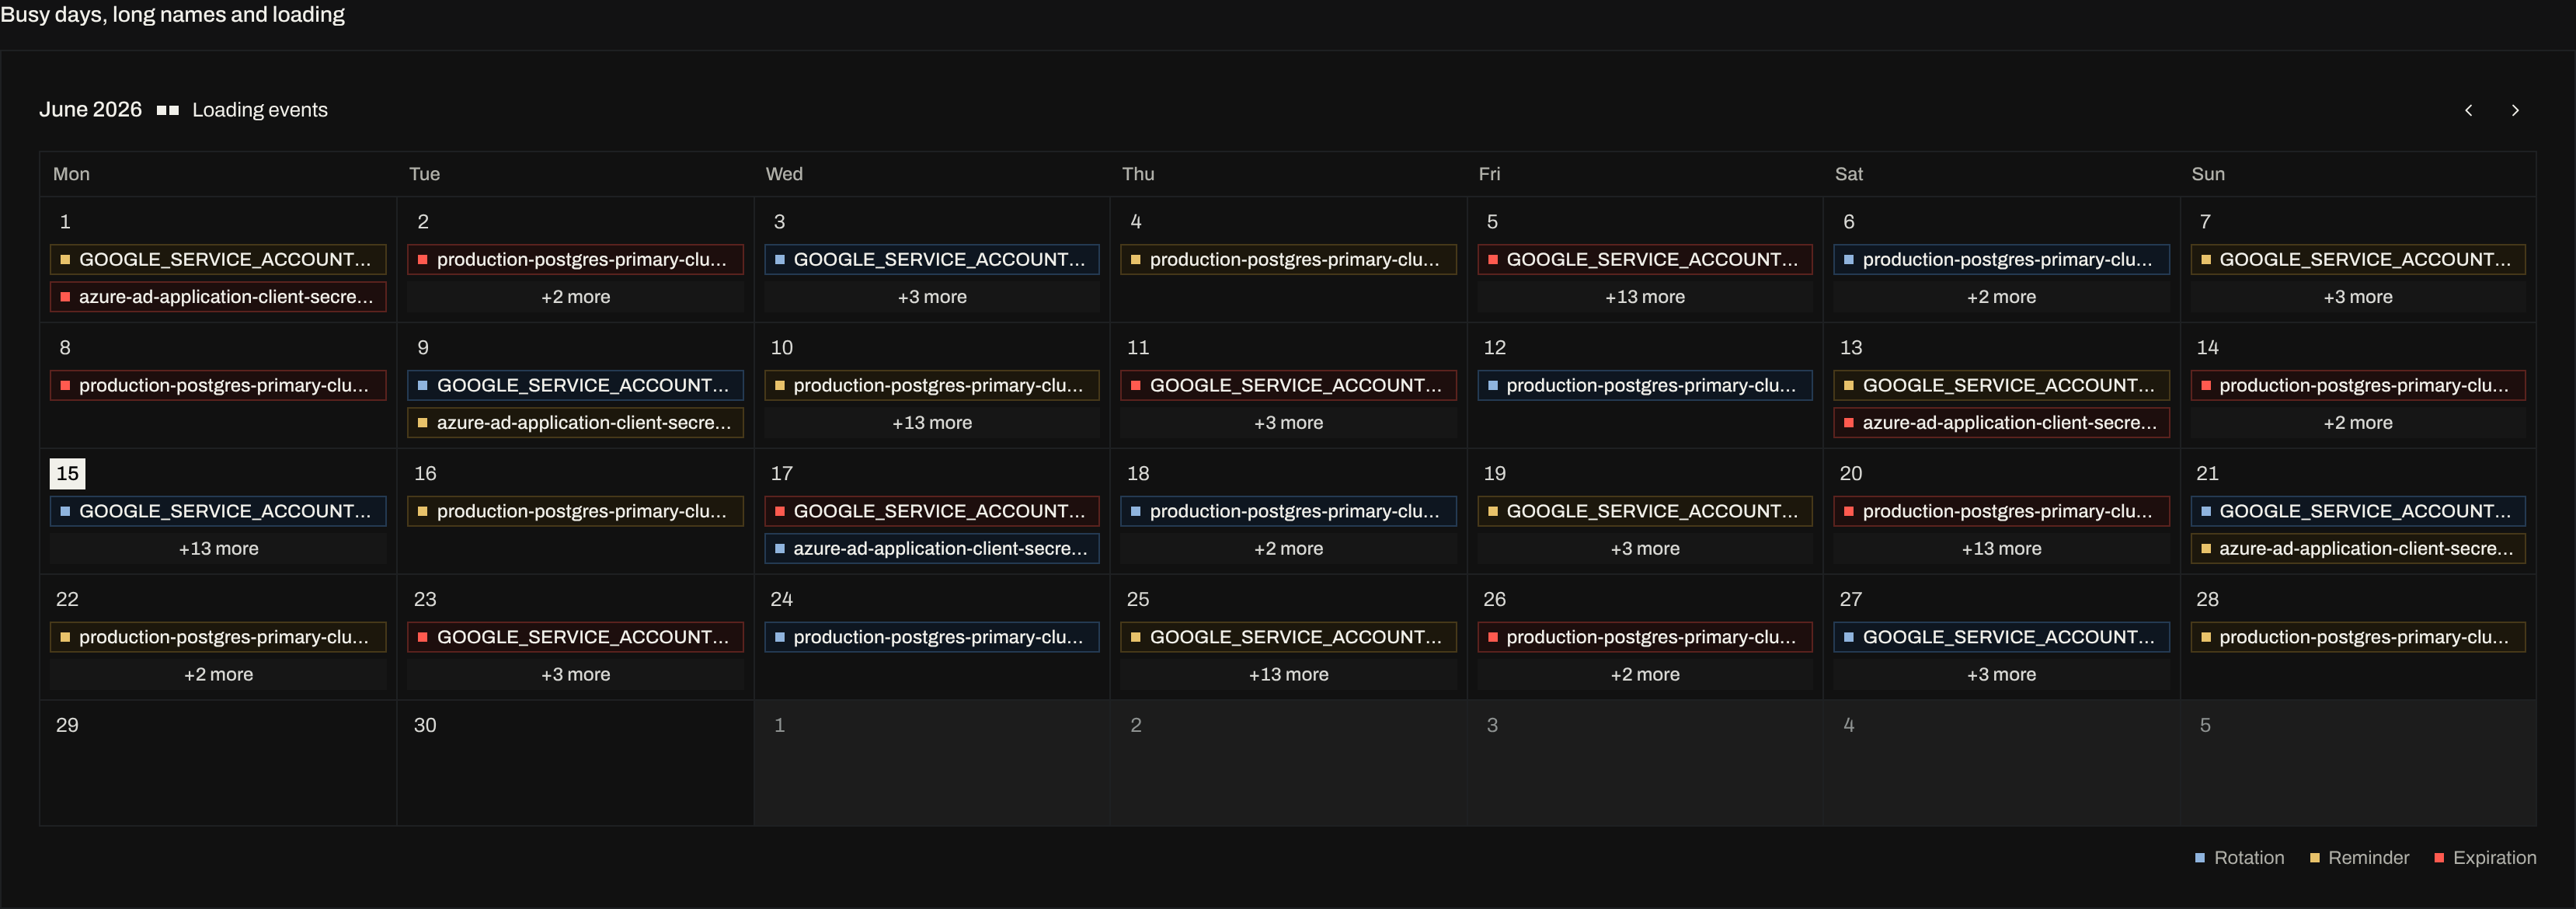 Busy days, long names and loading
June 2026 Loading events
Mon Tue Wed Thu Fri Sat Sun
1 2 3 4 5 6 7
GOOGLE_SERVICE_ACCOUNT... production-postgres-primary-clu... GOOGLE_SERVICE_ACCOUNT... production-postgres-primary-clu... GOOGLE_SERVICE_ACCOUNT... production-postgres-primary-clu... GOOGLE_SERVICE_ACCOUNT...
azure-ad-application-client-secre... +2 more +3 more +13 more +2 more +3 more
8 9 10 11 12 13 14
production-postgres-primary-clu... GOOGLE_SERVICE_ACCOUNT... production-postgres-primary-clu... GOOGLE_SERVICE_ACCOUNT... production-postgres-primary-clu... GOOGLE_SERVICE_ACCOUNT... production-postgres-primary-clu...
azure-ad-application-client-secre... +13 more +3 more azure-ad-application-client-secre... +2 more
15 16 17 18 19 20 21
GOOGLE_SERVICE_ACCOUNT... production-postgres-primary-clu... GOOGLE_SERVICE_ACCOUNT... production-postgres-primary-clu... GOOGLE_SERVICE_ACCOUNT... production-postgres-primary-clu... GOOGLE_SERVICE_ACCOUNT...
+13 more azure-ad-application-client-secre... +2 more +3 more +13 more azure-ad-application-client-secre...
22 23 24 25 26 27 28
production-postgres-primary-clu... GOOGLE_SERVICE_ACCOUNT... production-postgres-primary-clu... GOOGLE_SERVICE_ACCOUNT... production-postgres-primary-clu... GOOGLE_SERVICE_ACCOUNT... production-postgres-primary-clu...
+2 more +3 more +13 more +2 more +3 more
29 30 1 2 3 4 5
Rotation Reminder Expiration